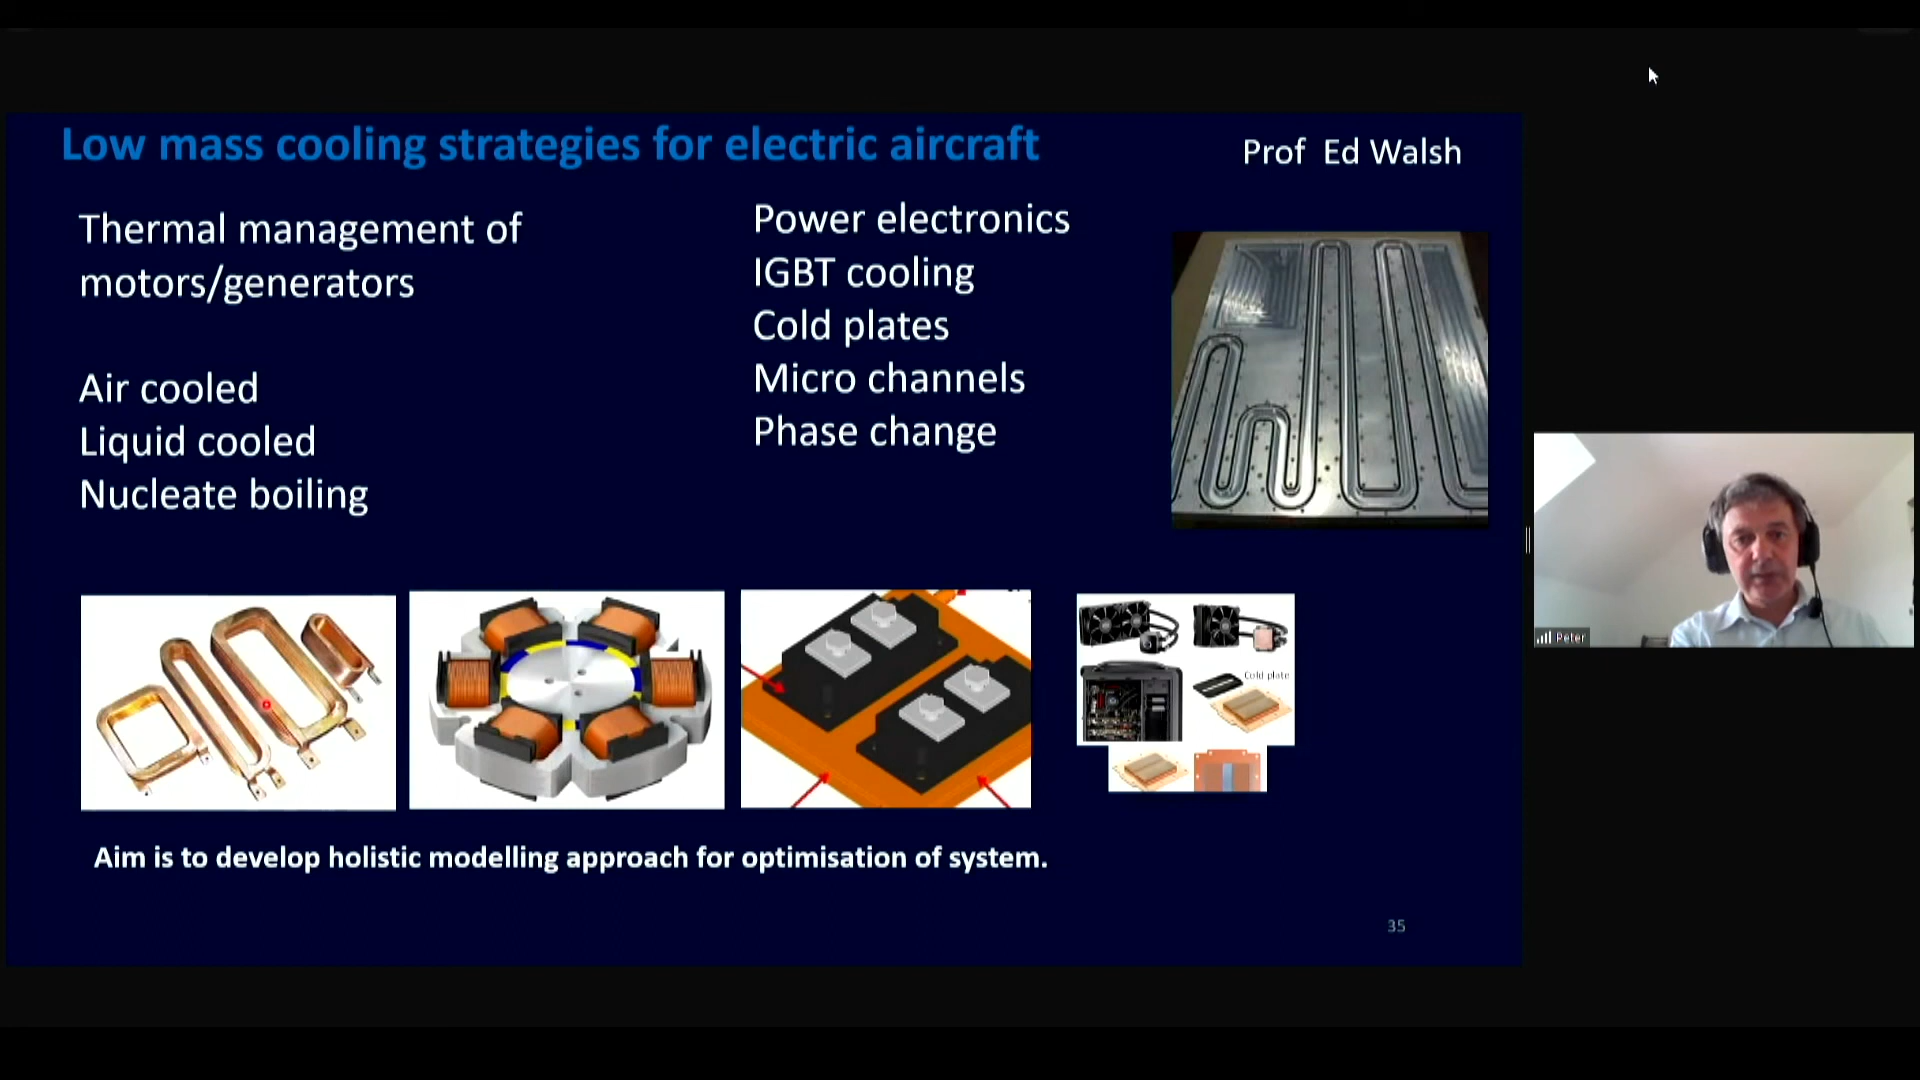 Low mass cooling strategies for electric aircraft
Prof Ed Walsh
Thermal management of
motors/generators
Air cooled
Liquid cooled
Nucleate boiling
Power electronics
IGBT cooling
Cold plates
Micro channels
Phase change
Cold plate
Aim is to develop holistic modelling approach for optimisation of system.
35
Peter